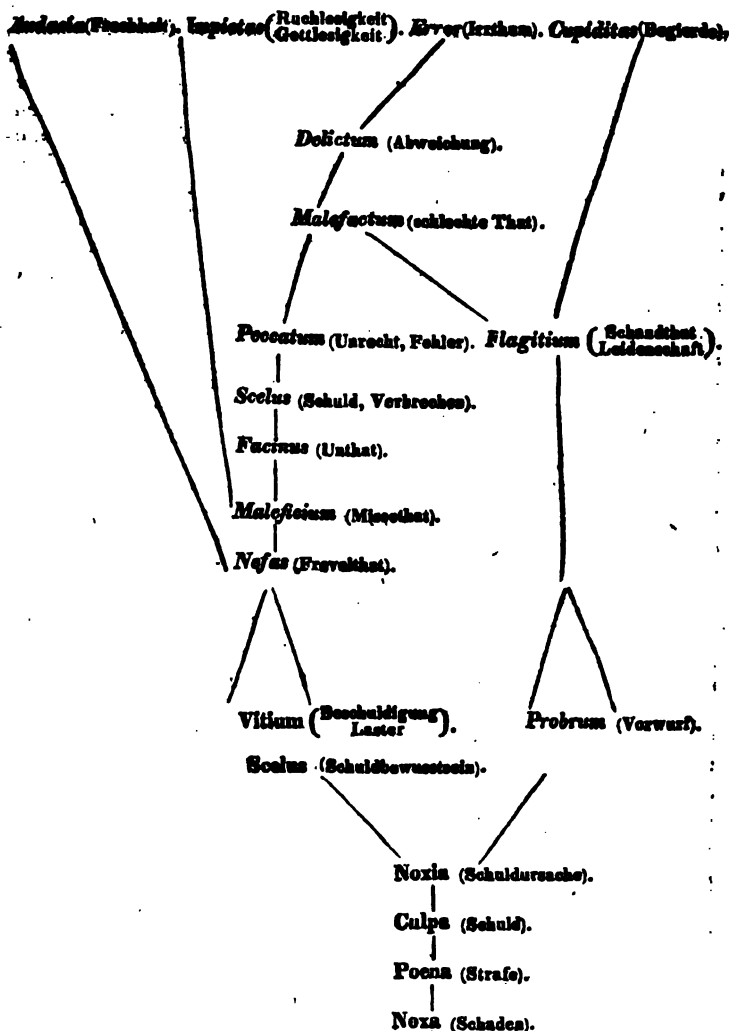 Audacia (Frechheit). Impietas (Ruchlosigkeit Gottlosigkeit). Error (Irrthum). Cupiditas (Begierde),
Delictum (Abweichung).
Malefactum (schlechte That).
Peccatum (Unrecht, Fehler). Flagitium (Schandthat Leidenschaft).
Scelus (Schuld, Verbrechen).
Facinus (Unthat).
Maleficium (Missethat).
Nefas (Frevelthat).
Vitium (Beschuldigung Laster). Probrum (Vorwurf).
Scelus (Schuldbewusstsein).
Noxia (Schuldursache).
Culpa (Schuld).
Poena (Strafe).
Noxa (Schaden).